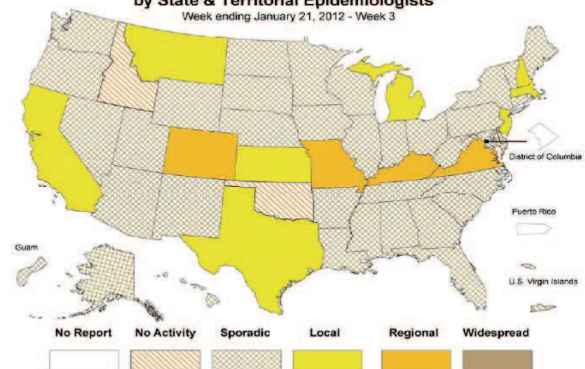 by State & Territorial Epidemiologists
Week ending January 21, 2012 - Week 3
District of Columbia
Puerto Rico
Guam
U.S. Virgin Islands
No Report No Activity Sporadic Local Regional Widespread